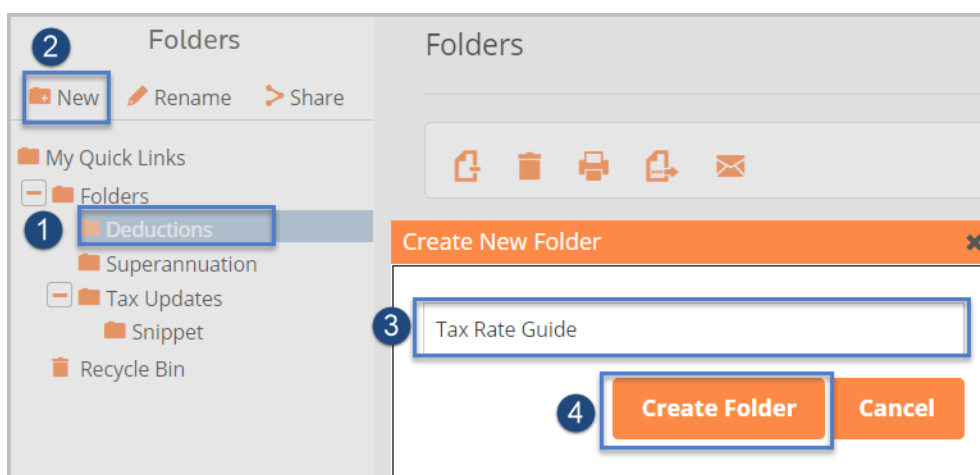 2
Folders
New
Rename
Share
My Quick Links
Folders
1
Deductions
Superannuation
Tax Updates
Snippet
Recycle Bin
Folders
Create New Folder
3
Tax Rate Guide
4
Create Folder
Cancel